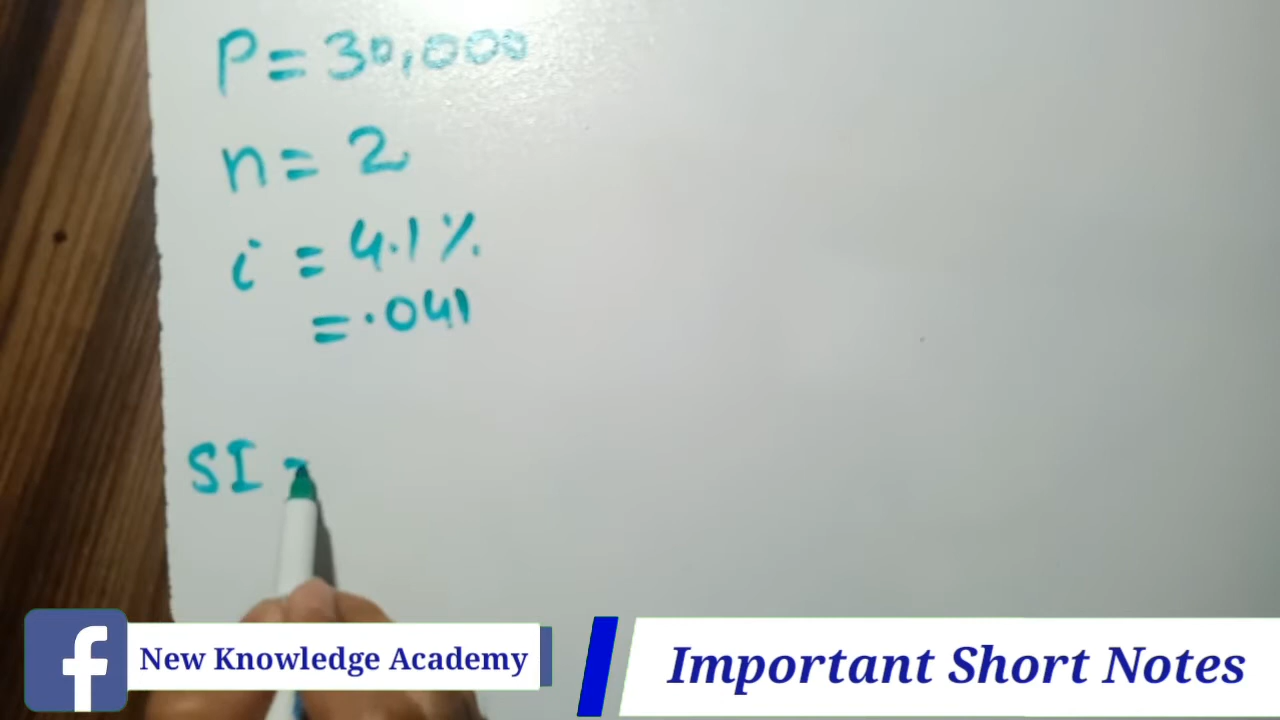 P = 30,000
n = 2
i = 4.1%
= .041
SI =
f New Knowledge Academy
Important Short Notes